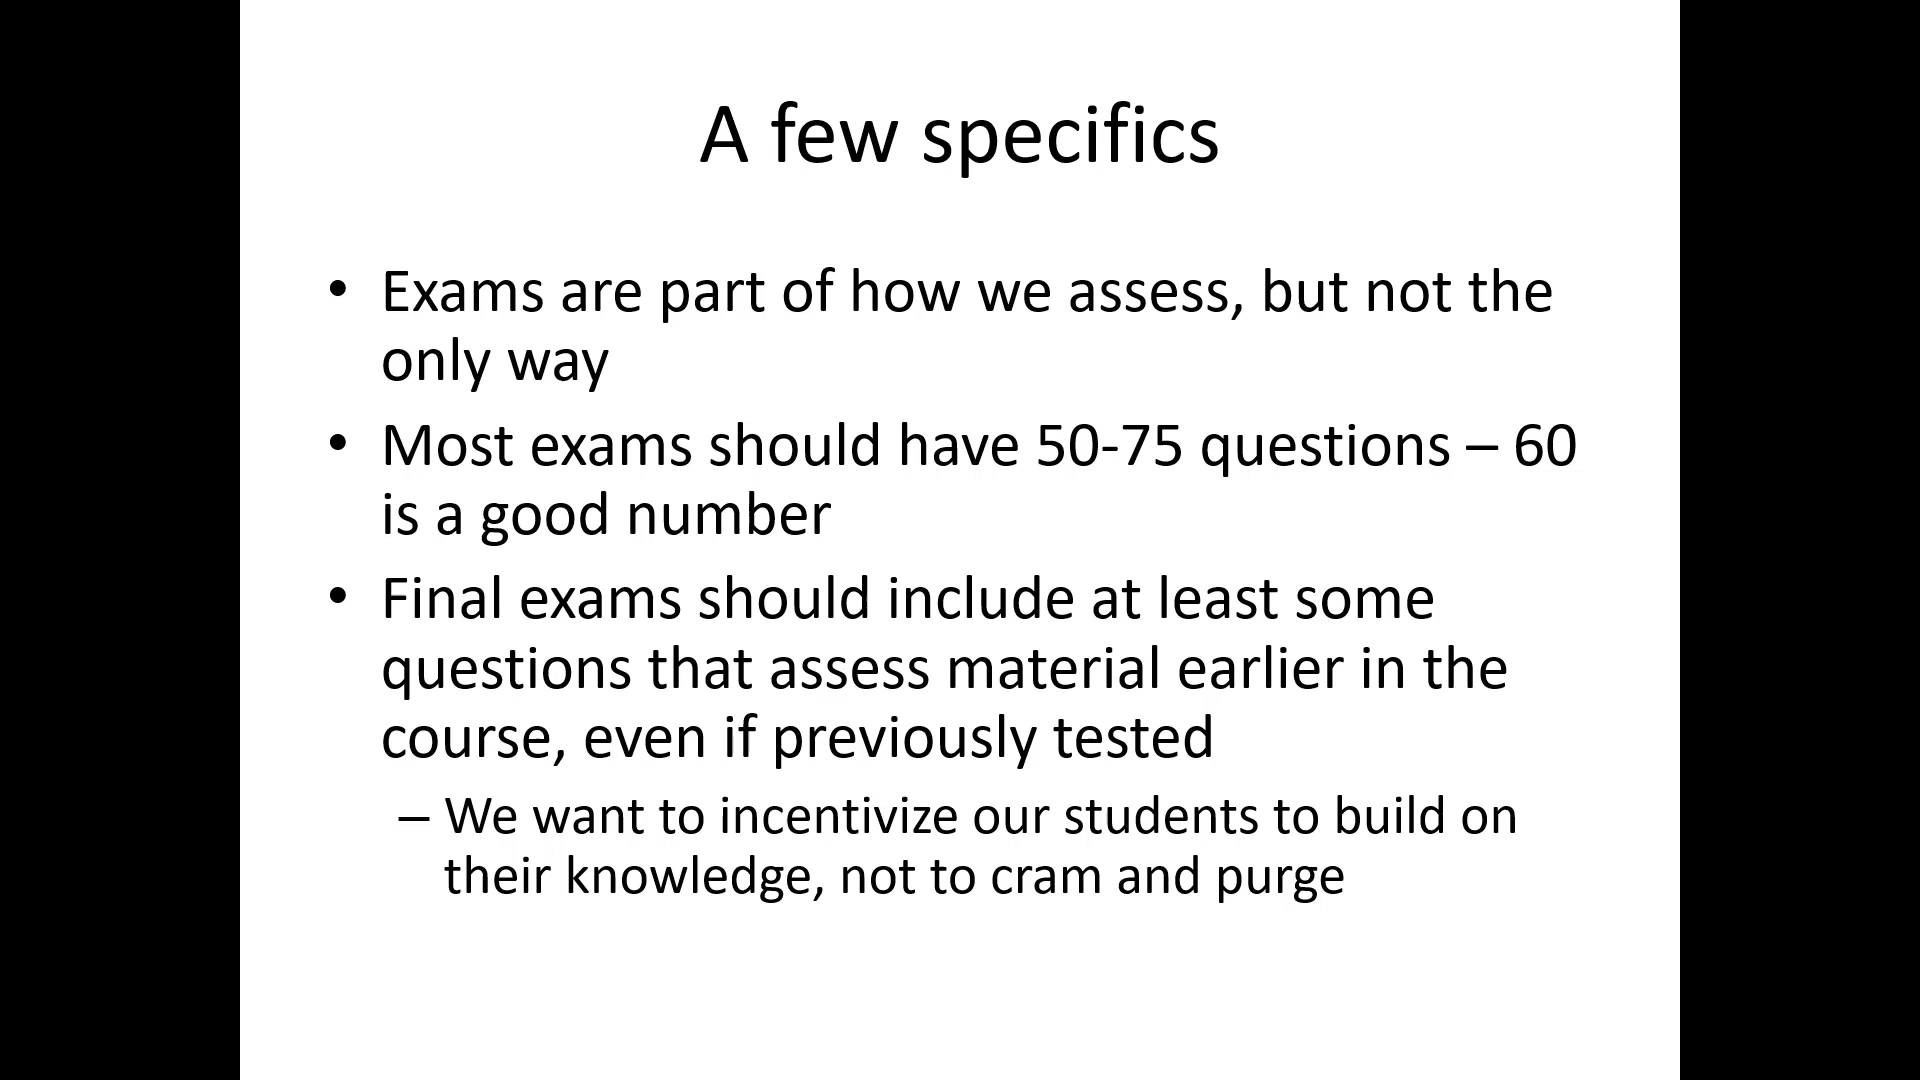 A few specifics
• Exams are part of how we assess, but not the
only way
• Most exams should have 50-75 questions – 60
is a good number
• Final exams should include at least some
questions that assess material earlier in the
course, even if previously tested
– We want to incentivize our students to build on
their knowledge, not to cram and purge